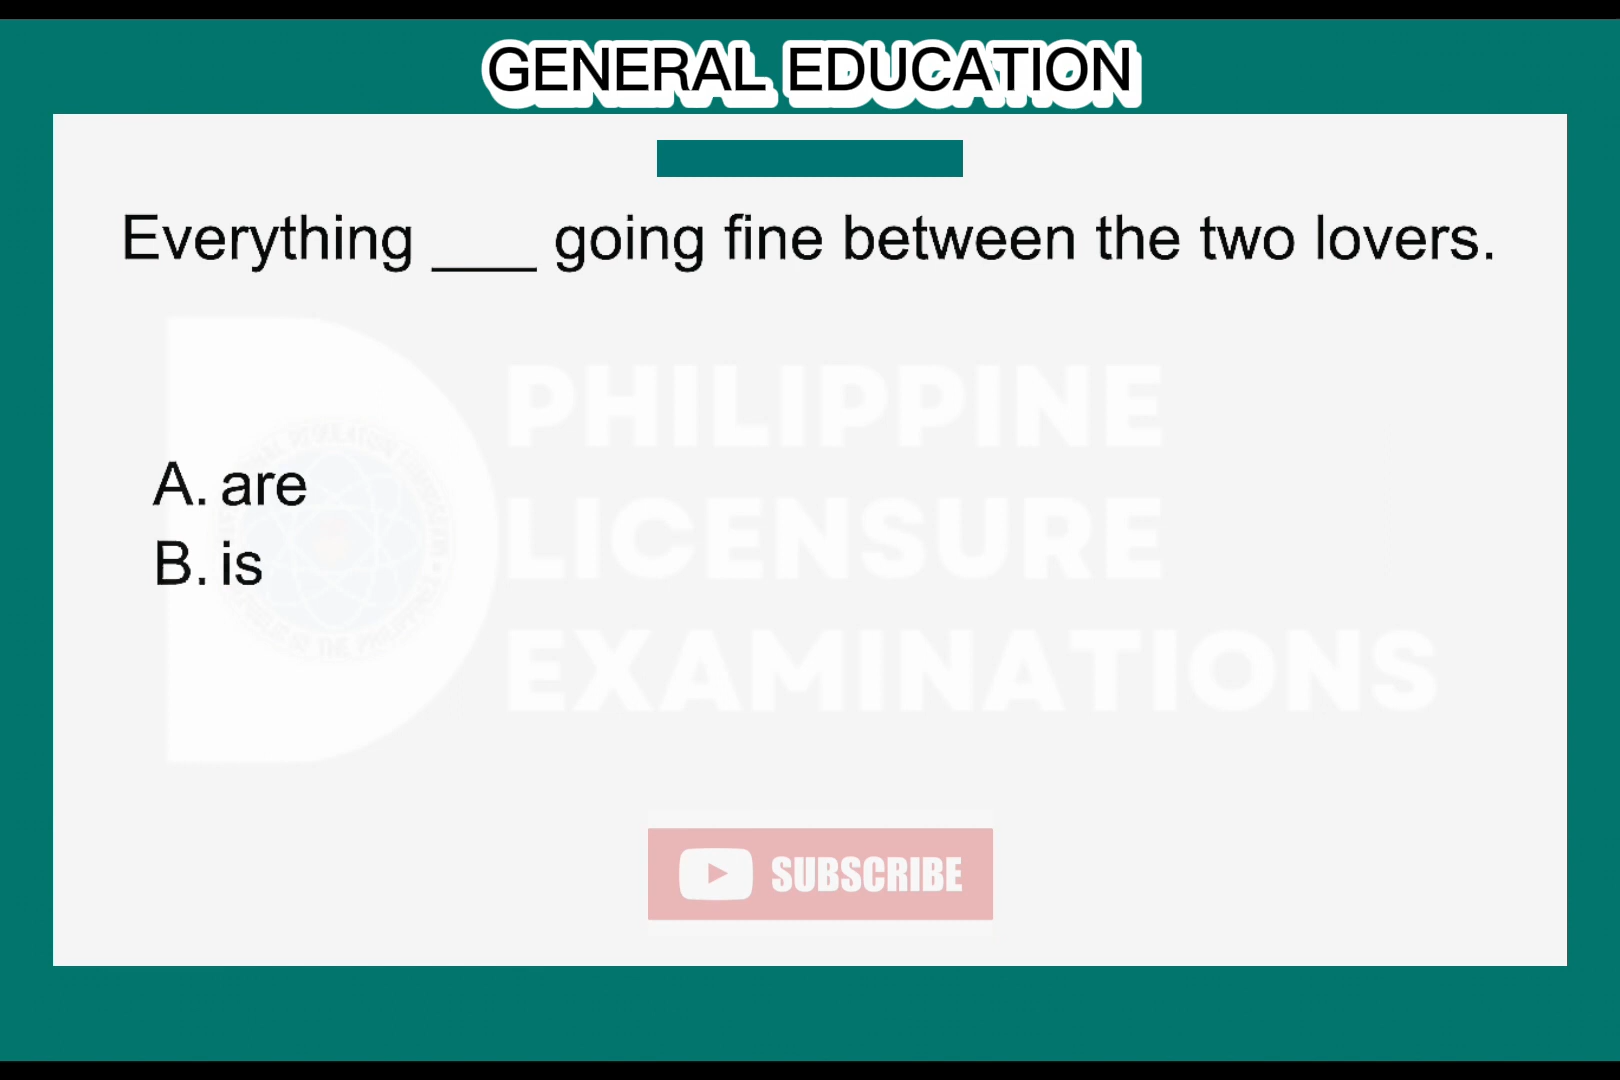 GENERAL EDUCATION
Everything ___ going fine between the two lovers.
PHILIPPINE
LICENSURE
EXAMINATIONS
A. are
B. is
SUBSCRIBE